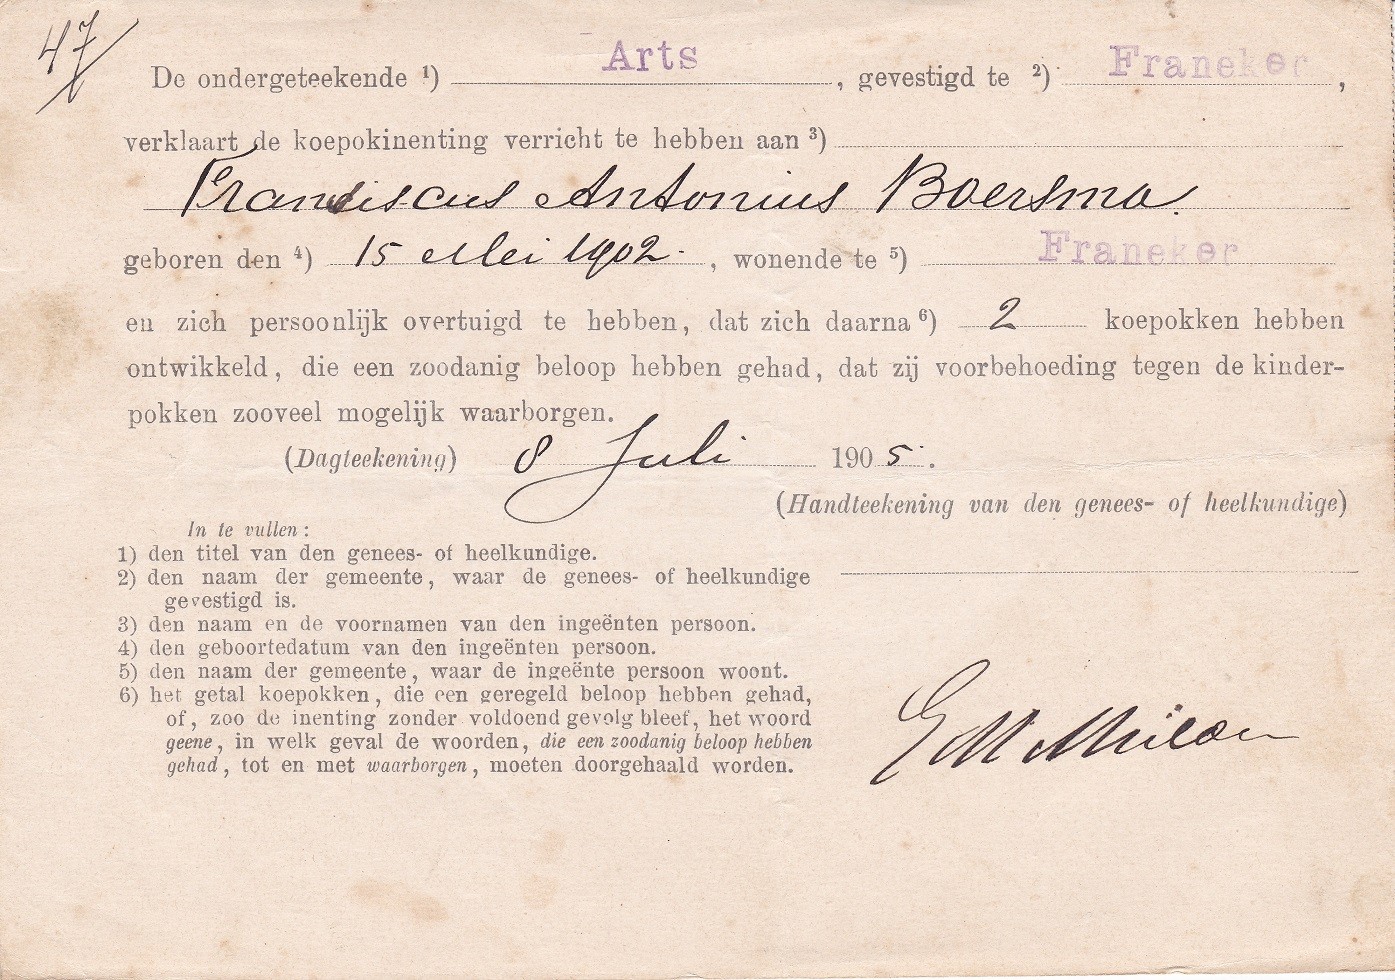 47
De ondergeteekende ¹) Arts, gevestigd te ²) Franeker,
verklaart de koepokinenting verricht te hebben aan ³)
Franciscus Antonius Boersma.
geboren den ⁴) 15 Mei 1902., wonende te ⁵) Franeker
en zich persoonlijk overtuigd te hebben, dat zich daarna ⁶) 2 koepokken hebben
ontwikkeld, die een zoodanig beloop hebben gehad, dat zij voorbehoeding tegen de kinder-
pokken zooveel mogelijk waarborgen.
(Dagteekening) 8 Juli 1905.
(Handteekening van den genees- of heelkundige)
In te vullen:
1) den titel van den genees- of heelkundige.
2) den naam der gemeente, waar de genees- of heelkundige
gevestigd is.
3) den naam en de voornamen van den ingeënten persoon.
4) den geboortedatum van den ingeënten persoon.
5) den naam der gemeente, waar de ingeënte persoon woont.
6) het getal koepokken, die een geregeld beloop hebben gehad,
of, zoo de inenting zonder voldoend gevolg bleef, het woord
geene, in welk geval de woorden, die een zoodanig beloop hebben
gehad, tot en met waarborgen, moeten doorgehaald worden.